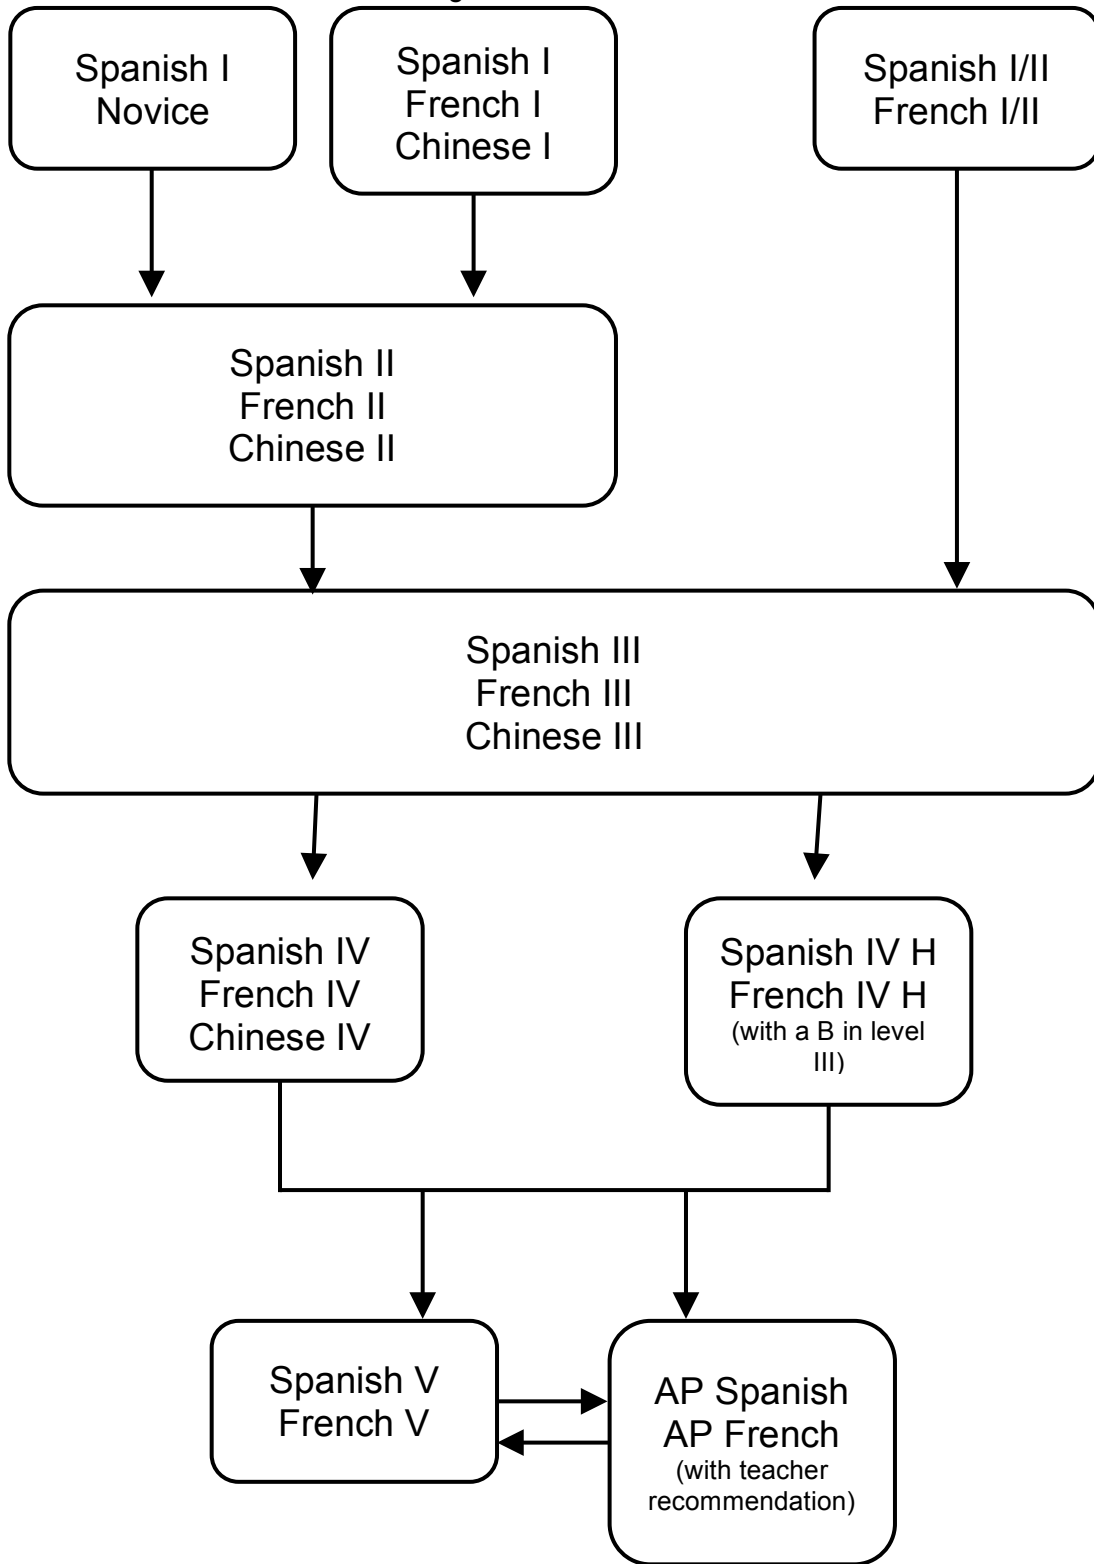 Spanish I
Novice
Spanish I
French I
Chinese I
Spanish I/II
French I/II
Spanish II
French II
Chinese II
Spanish III
French III
Chinese III
Spanish IV
French IV
Chinese IV
Spanish IV H
French IV H
(with a B in level
III)
Spanish V
French V
AP Spanish
AP French
(with teacher
recommendation)